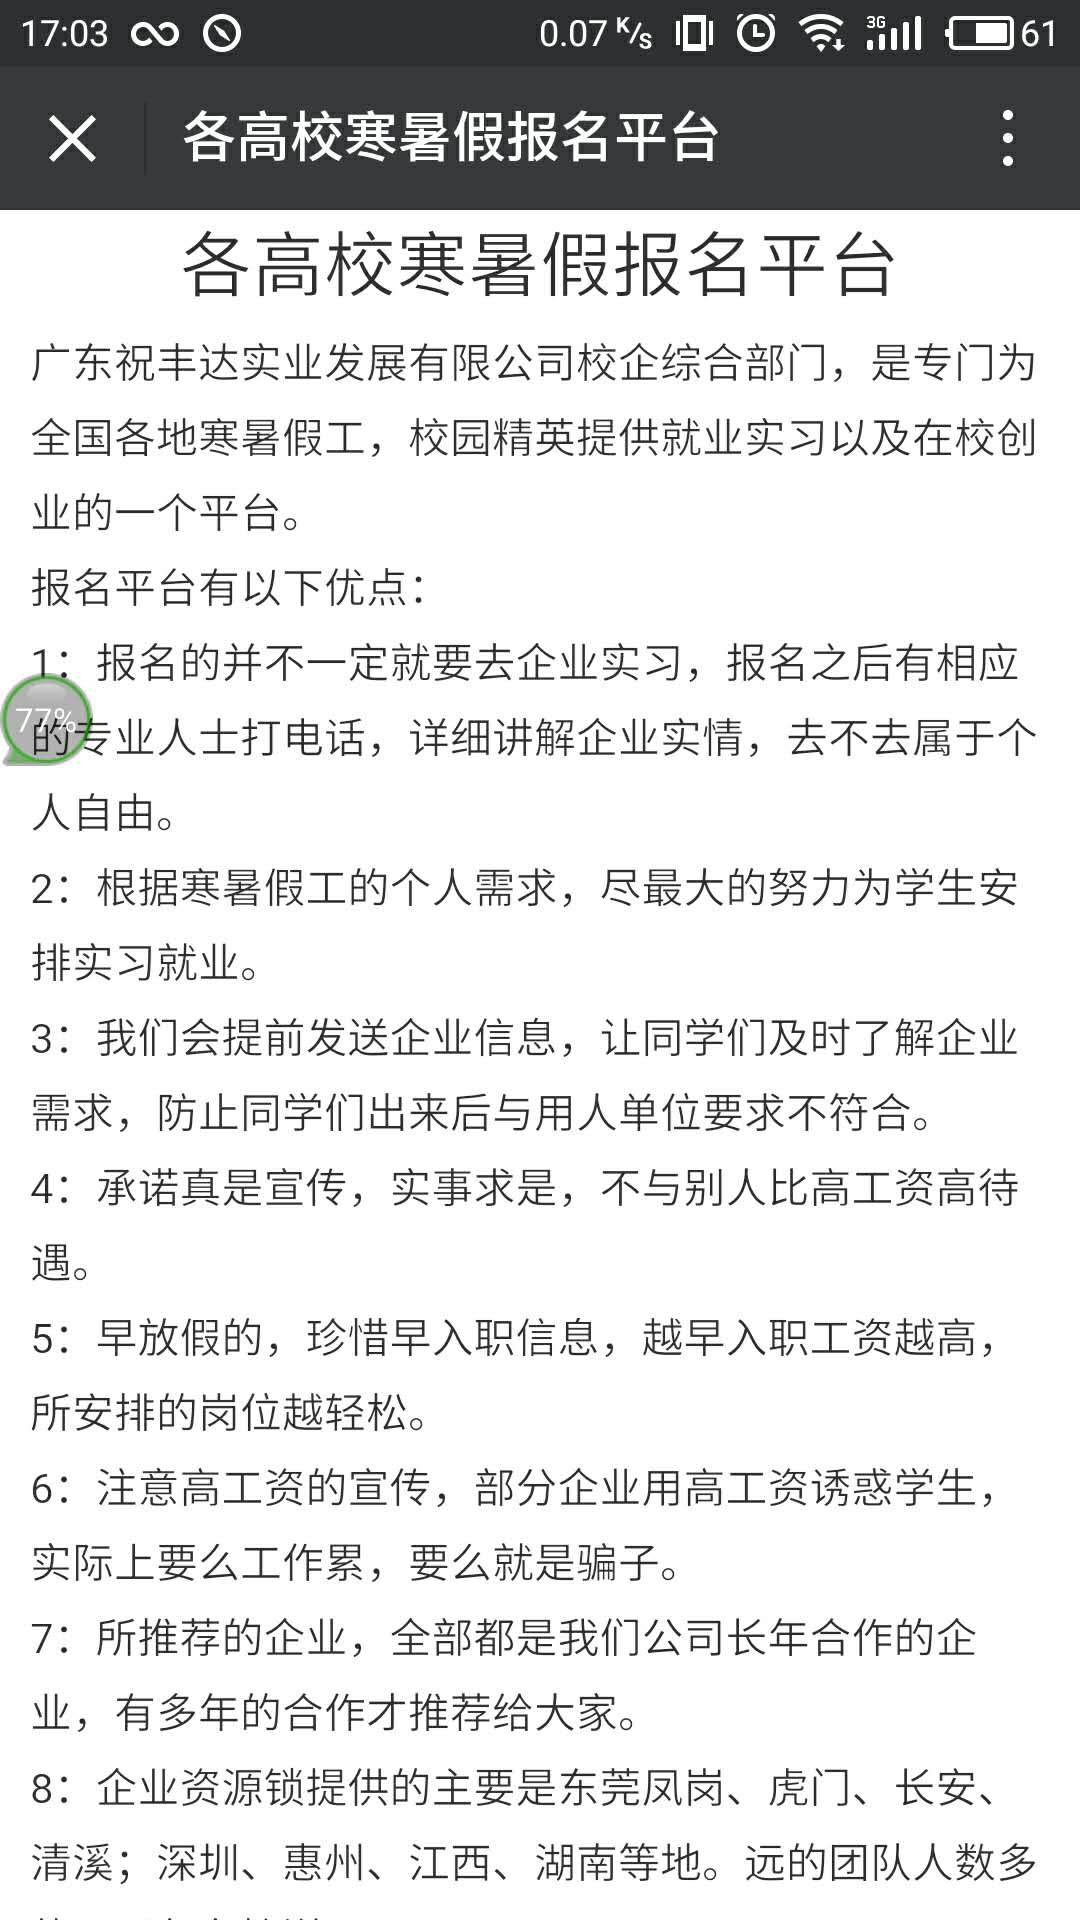 17:03 0.07 K/s 3G 61
各高校寒暑假报名平台
各高校寒暑假报名平台
广东祝丰达实业发展有限公司校企综合部门，是专门为
全国各地寒暑假工，校园精英提供就业实习以及在校创
业的一个平台。
报名平台有以下优点：
1：报名的并不一定就要去企业实习，报名之后有相应
77%
的专业人士打电话，详细讲解企业实情，去不去属于个
人自由。
2：根据寒暑假工的个人需求，尽最大的努力为学生安
排实习就业。
3：我们会提前发送企业信息，让同学们及时了解企业
需求，防止同学们出来后与用人单位要求不符合。
4：承诺真是宣传，实事求是，不与别人比高工资高待
遇。
5：早放假的，珍惜早入职信息，越早入职工资越高，
所安排的岗位越轻松。
6：注意高工资的宣传，部分企业用高工资诱惑学生，
实际上要么工作累，要么就是骗子。
7：所推荐的企业，全部都是我们公司长年合作的企
业，有多年的合作才推荐给大家。
8：企业资源锁提供的主要是东莞凤岗、虎门、长安、
清溪；深圳、惠州、江西、湖南等地。远的团队人数多